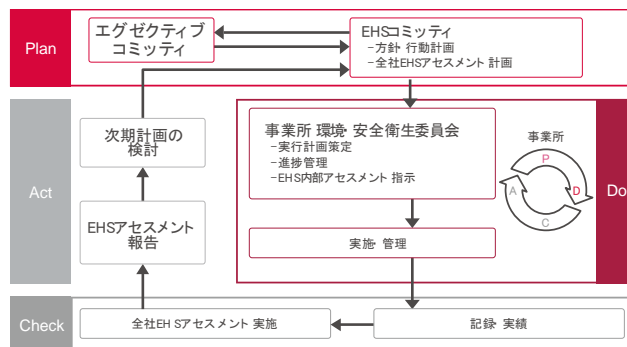 Plan
エグゼクティブ
コミッティ
EHSコミッティ
−方針・行動計画
−全社EHSアセスメント 計画
Act
次期計画の
検討
EHSアセスメント
報告
事業所 環境・安全衛生委員会
−実行計画策定
−進捗管理
−EHS内部アセスメント 指示
事業所
P
D
A
C
Do
実施・管理
Check
全社EHSアセスメント 実施
記録・実績